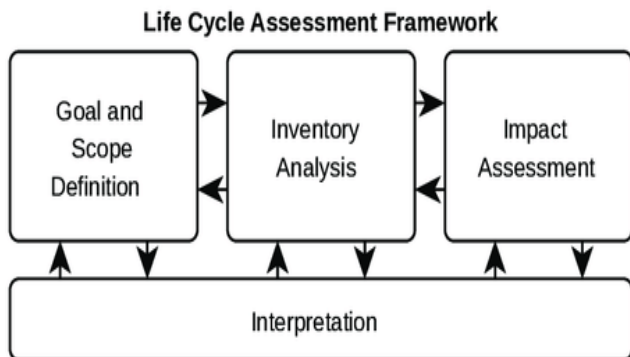 Life Cycle Assessment Framework
Goal and
Scope
Definition
Inventory
Analysis
Impact
Assessment
Interpretation